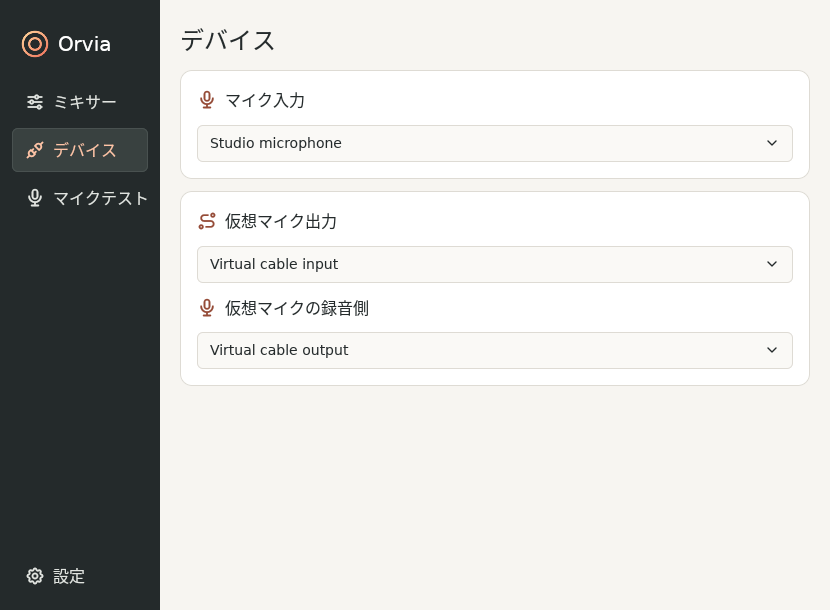 Orvia
ミキサー
デバイス
マイクテスト
設定
デバイス
マイク入力
Studio microphone
仮想マイク出力
Virtual cable input
仮想マイクの録音側
Virtual cable output